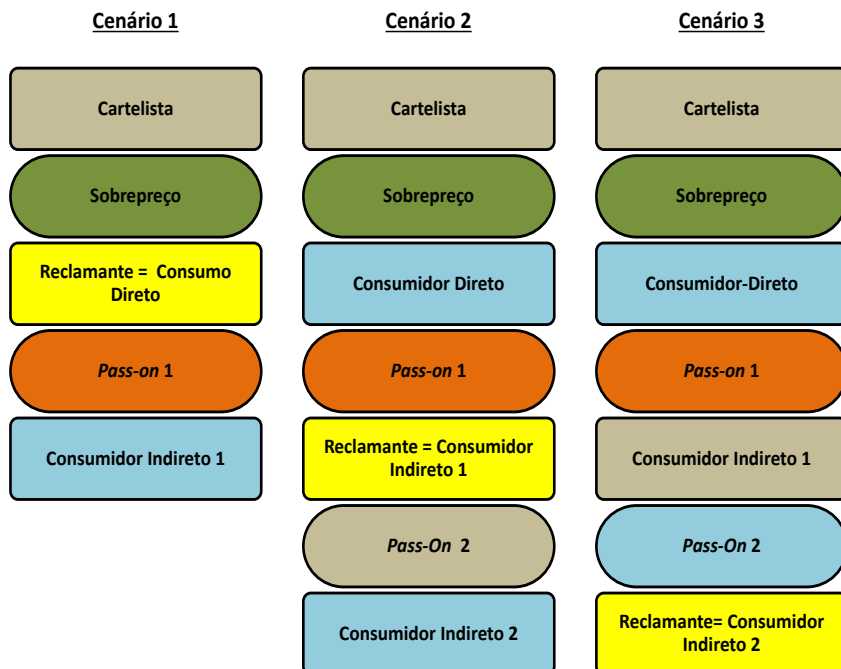 Cenário 1
Cartelista
Sobrepreço
Reclamante = Consumo
Direto
Pass-on 1
Consumidor Indireto 1
Cenário 2
Cartelista
Sobrepreço
Consumidor Direto
Pass-on 1
Reclamante = Consumidor
Indireto 1
Pass-On 2
Consumidor Indireto 2
Cenário 3
Cartelista
Sobrepreço
Consumidor-Direto
Pass-on 1
Consumidor Indireto 1
Pass-On 2
Reclamante= Consumidor
Indireto 2